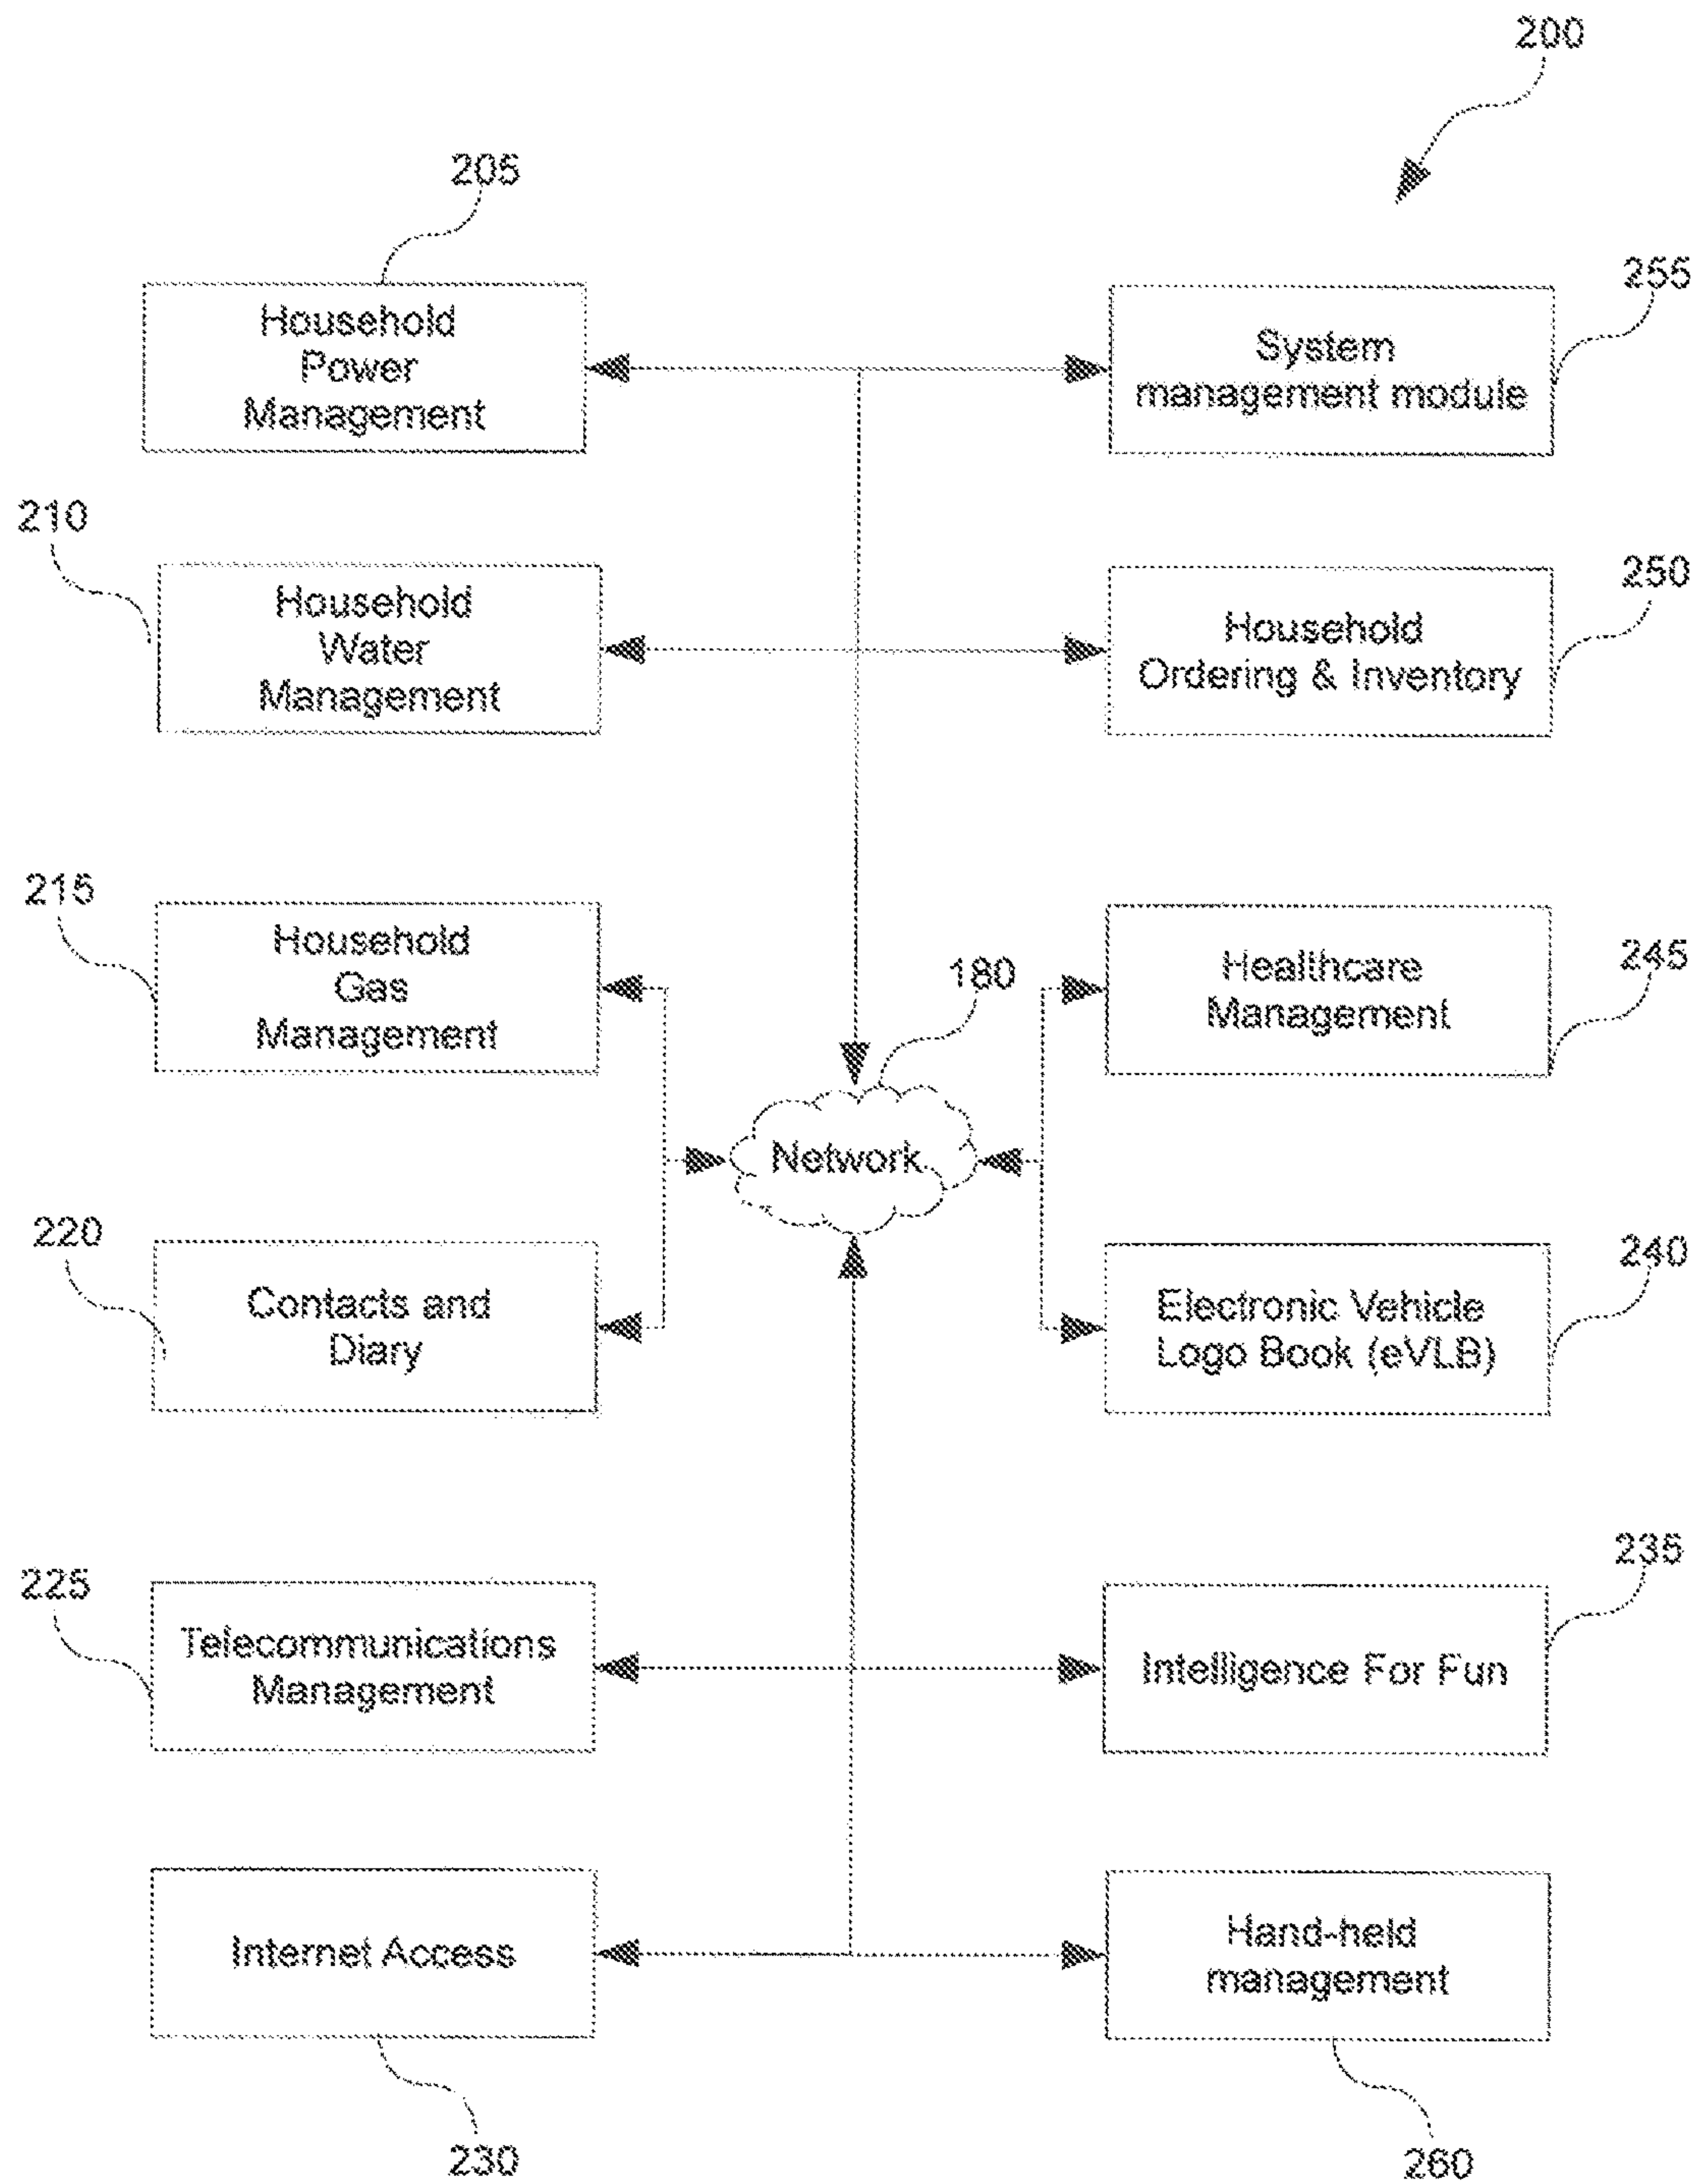 200
205
255
Household
Power
Management
System
management module
210
250
Household
Water
Management
Household
Ordering & Inventory
215
245
Household
Gas
Management
180
Healthcare
Management
Network
220
240
Contacts and
Diary
Electronic Vehicle
Logo Book (eVLB)
225
235
Telecommunications
Management
Intelligence For Fun
Internet Access
Hand-held
management
230
260